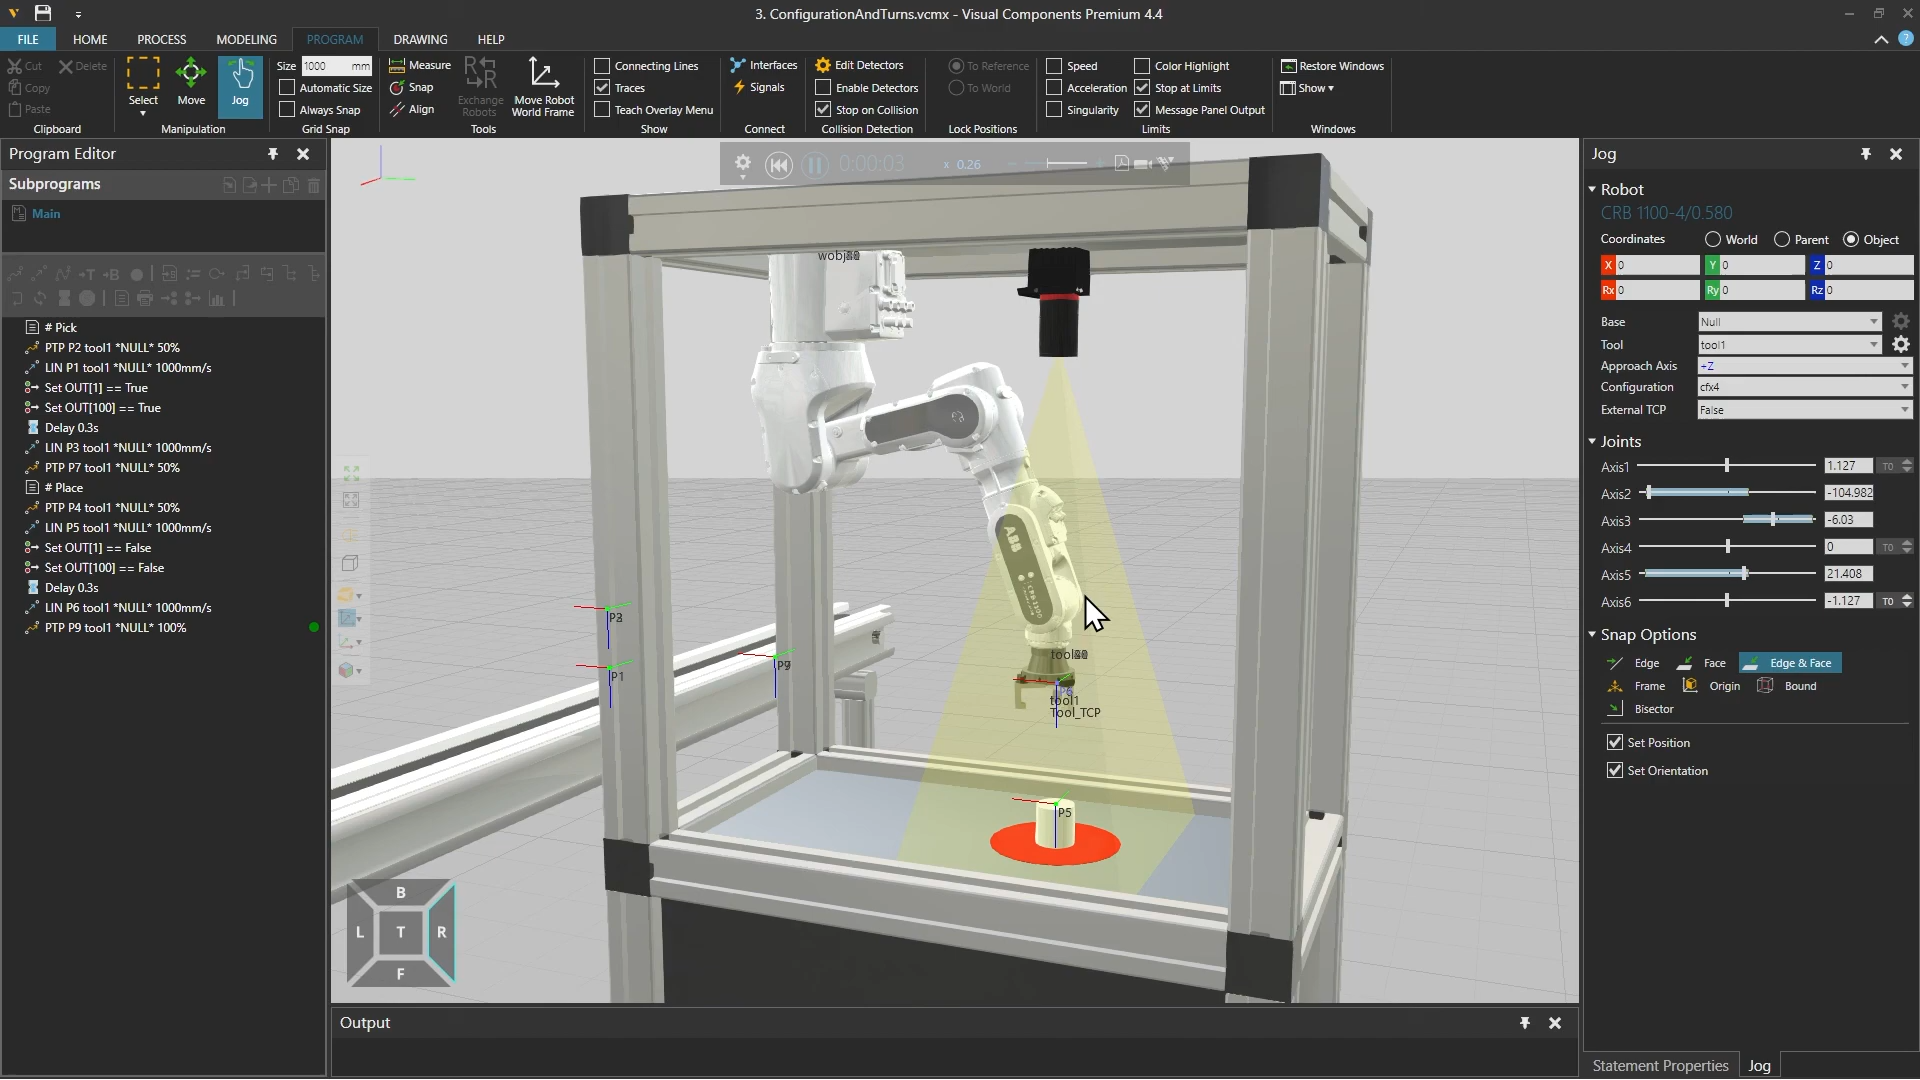 3. ConfigurationAndTurns.vcmx - Visual Components Premium 4.4
FILE HOME PROCESS MODELING PROGRAM DRAWING HELP
Cut Delete
Copy
Paste
Clipboard
Select Move Jog
Manipulation
Size 1000 mm
Automatic Size
Always Snap
Grid Snap
Measure
Snap
Align
Exchange Robots
Move Robot World Frame
Tools
Connecting Lines
Traces
Teach Overlay Menu
Show
Interfaces
Signals
Connect
Edit Detectors
Enable Detectors
Stop on Collision
Collision Detection
To Reference
To World
Lock Positions
Speed
Acceleration
Singularity
Color Highlight
Stop at Limits
Message Panel Output
Limits
Restore Windows
Show
Windows
Program Editor
Subprograms
Main
# Pick
PTP P2 tool1 *NULL* 50%
LIN P1 tool1 *NULL* 1000mm/s
Set OUT[1] == True
Set OUT[100] == True
Delay 0.3s
LIN P3 tool1 *NULL* 1000mm/s
PTP P7 tool1 *NULL* 50%
# Place
PTP P4 tool1 *NULL* 50%
LIN P5 tool1 *NULL* 1000mm/s
Set OUT[1] == False
Set OUT[100] == False
Delay 0.3s
LIN P6 tool1 *NULL* 1000mm/s
PTP P9 tool1 *NULL* 100%
0:00:03 x 0.26
ABB
CRB 1100
P1
tool1
Tool_TCP
P5
B
L T R
F
Output
Jog
Robot
CRB 1100-4/0.580
Coordinates World Parent Object
X 0 Y 0 Z 0
Rx 0 Ry 0 Rz 0
Base Null
Tool tool1
Approach Axis +Z
Configuration cfx4
External TCP False
Joints
Axis1 1.127 T0
Axis2 -104.982
Axis3 -6.03
Axis4 0 T0
Axis5 21.408
Axis6 -1.127 T0
Snap Options
Edge Face Edge & Face
Frame Origin Bound
Bisector
Set Position
Set Orientation
Statement Properties Jog